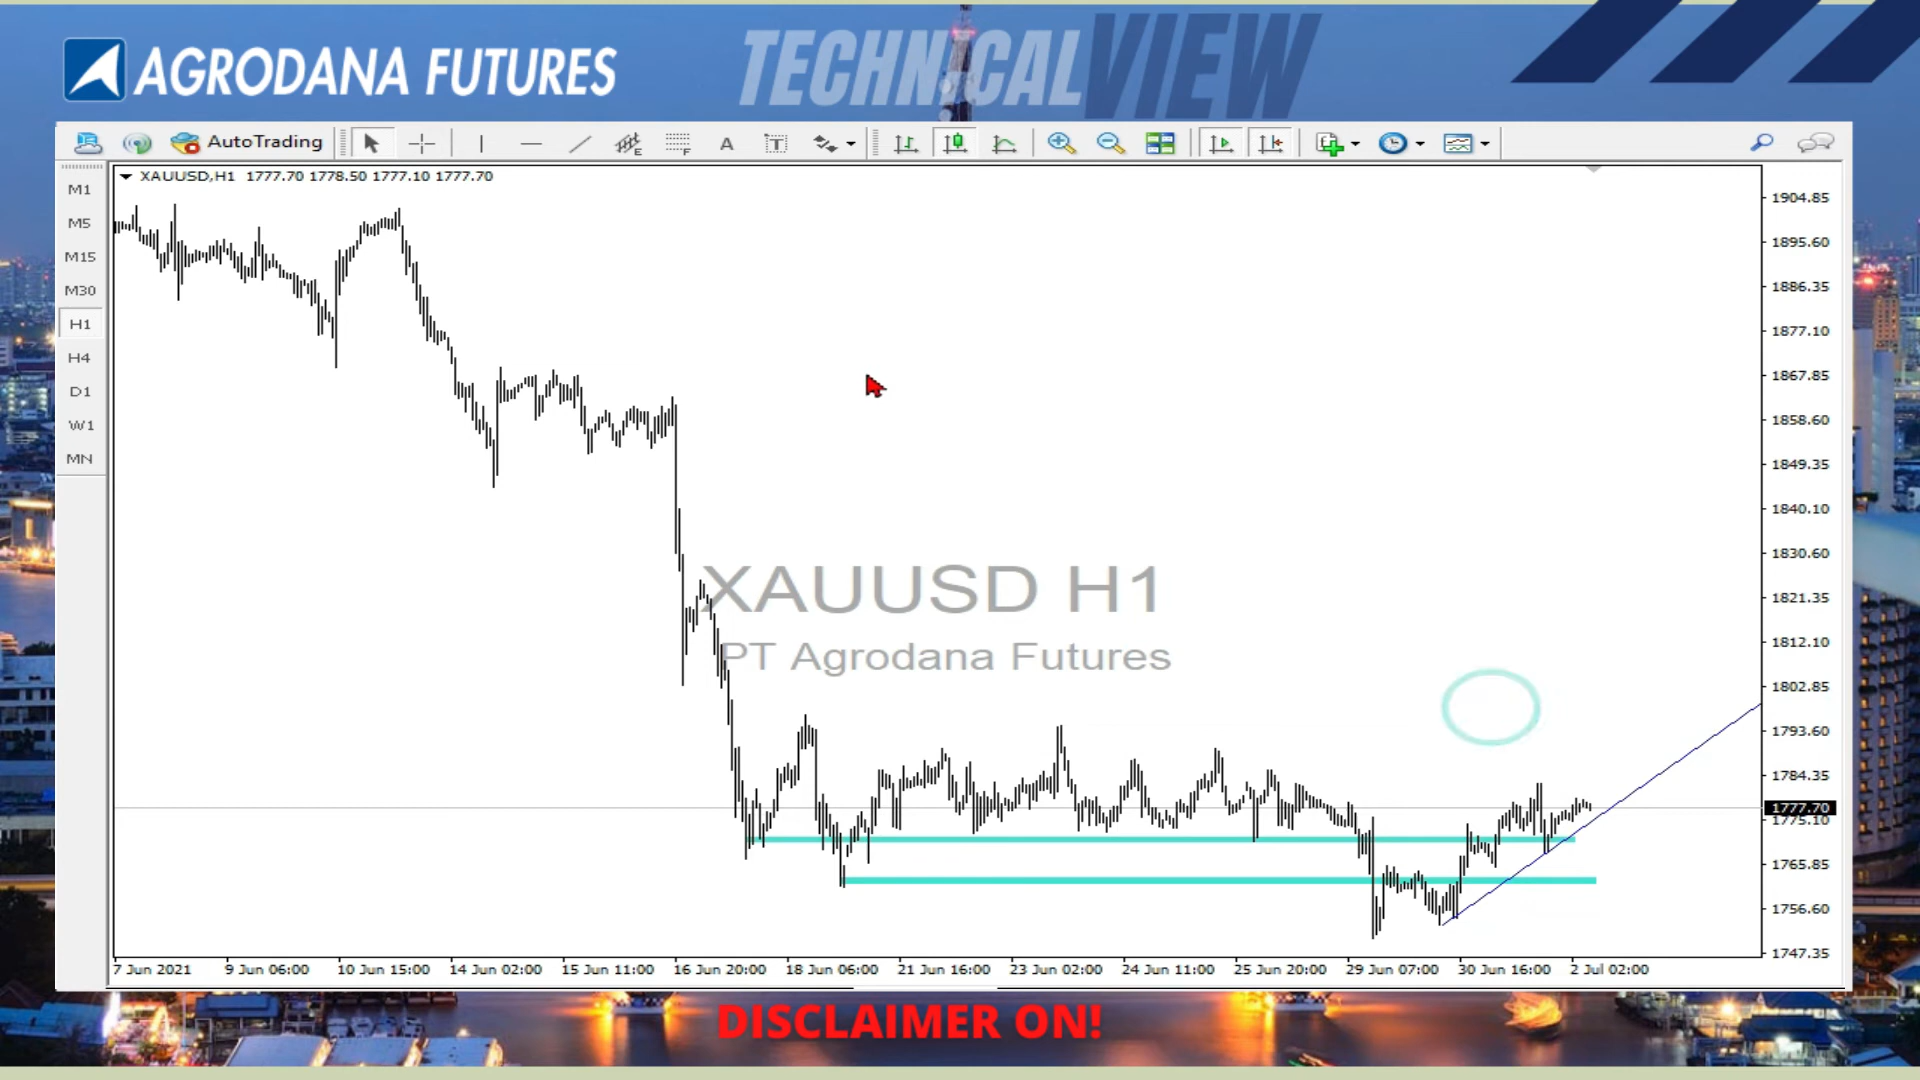 AGRODANA FUTURES
TECHNICALVIEW
AutoTrading
E
F
A
T
XAUUSD,H1 1777.70 1778.50 1777.10 1777.70
M1
M5
M15
M30
H1
H4
D1
W1
MN
1904.85
1895.60
1886.35
1877.10
1867.85
1858.60
1849.35
1840.10
1830.60
1821.35
1812.10
1802.85
1793.60
1784.35
1777.70
1775.10
1765.85
1756.60
1747.35
XAUUSD H1
PT Agrodana Futures
7 Jun 2021
9 Jun 06:00
10 Jun 15:00
14 Jun 02:00
15 Jun 11:00
16 Jun 20:00
18 Jun 06:00
21 Jun 16:00
23 Jun 02:00
24 Jun 11:00
25 Jun 20:00
29 Jun 07:00
30 Jun 16:00
2 Jul 02:00
DISCLAIMER ON!